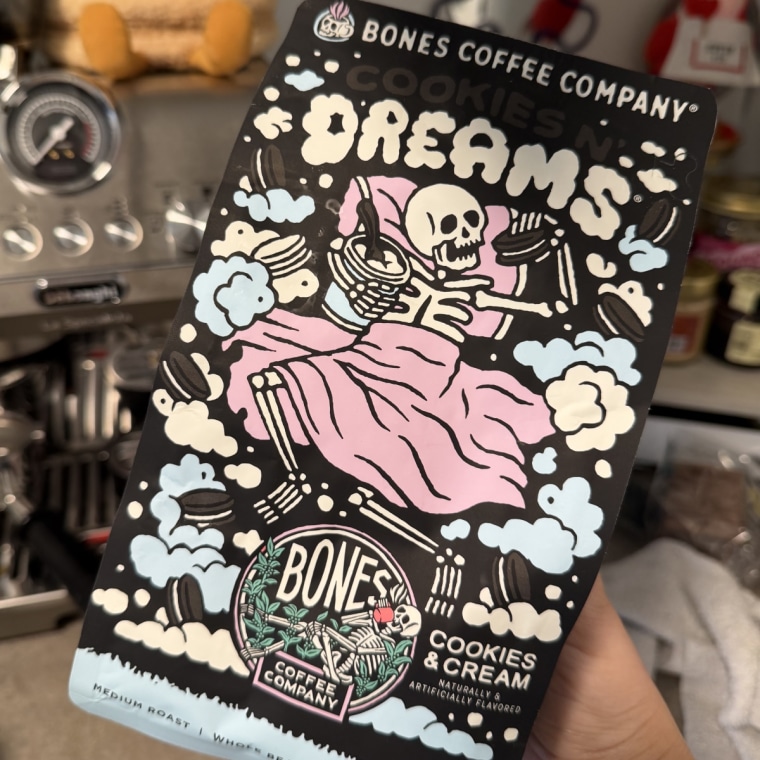 BONES COFFEE COMPANY®
COOKIES N'
DREAMS®
BONES
COFFEE
COMPANY
COOKIES
& CREAM
NATURALLY &
ARTIFICIALLY FLAVORED
MEDIUM ROAST |